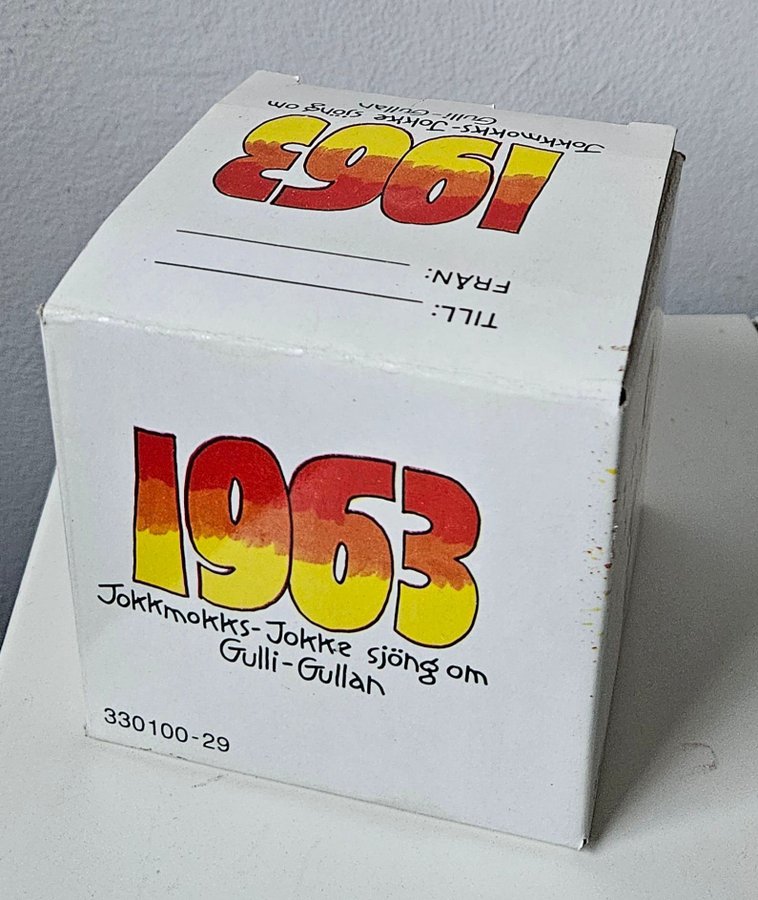 Jokkmokks-Jokke sjöng om
Gulli-Gullan
1963
FRÅN:
TILL:
1963
Jokkmokks-Jokke sjöng om
Gulli-Gullan
330100-29